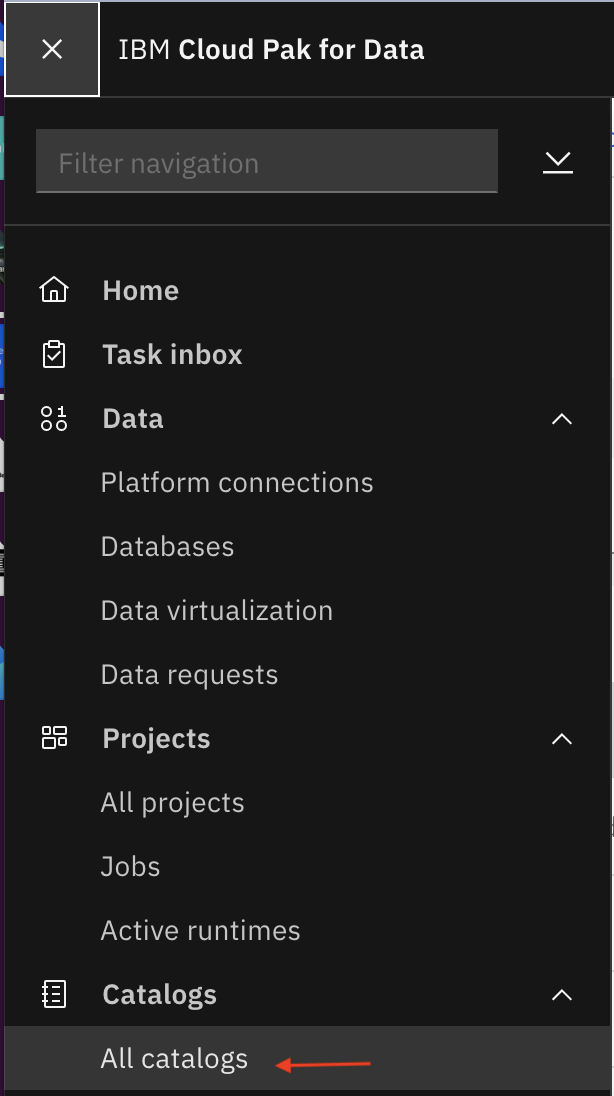 IBM Cloud Pak for Data
Filter navigation
Home
Task inbox
Data
Platform connections
Databases
Data virtualization
Data requests
Projects
All projects
Jobs
Active runtimes
Catalogs
All catalogs